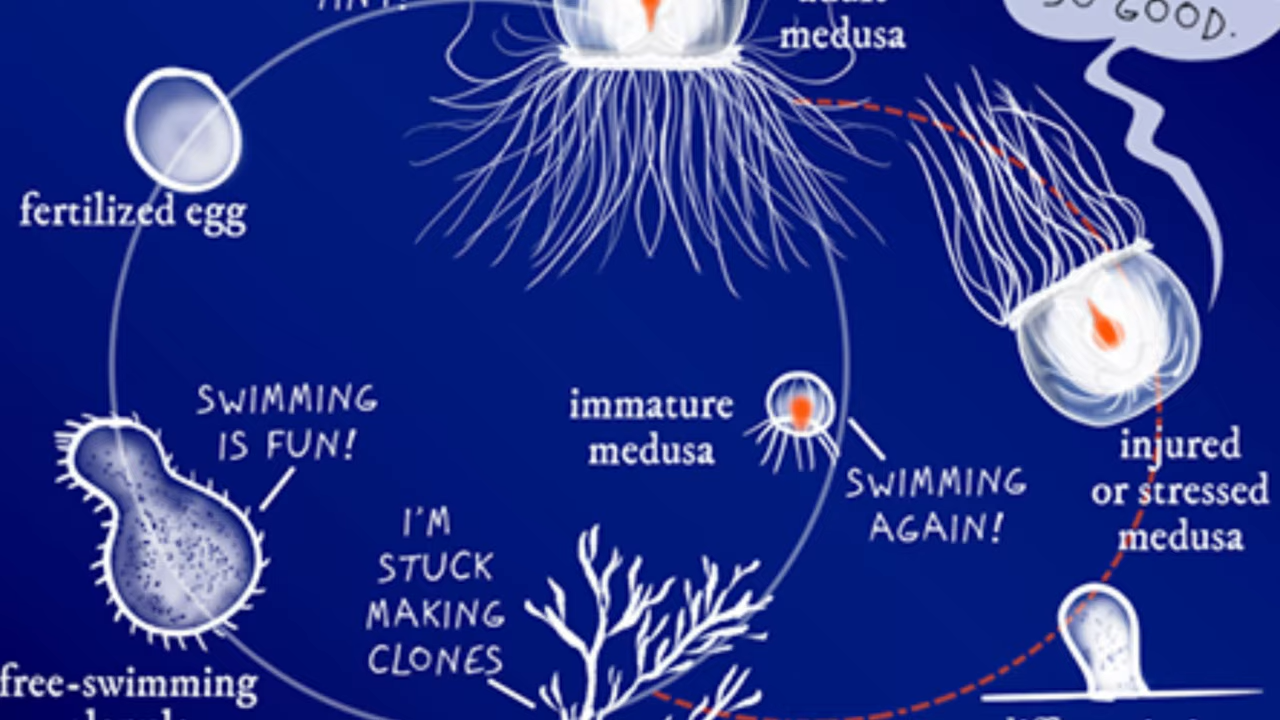 adult
medusa
SO GOOD.
fertilized egg
SWIMMING
IS FUN!
immature
medusa
SWIMMING
AGAIN!
injured
or stressed
medusa
I'M
STUCK
MAKING
CLONES
free-swimming